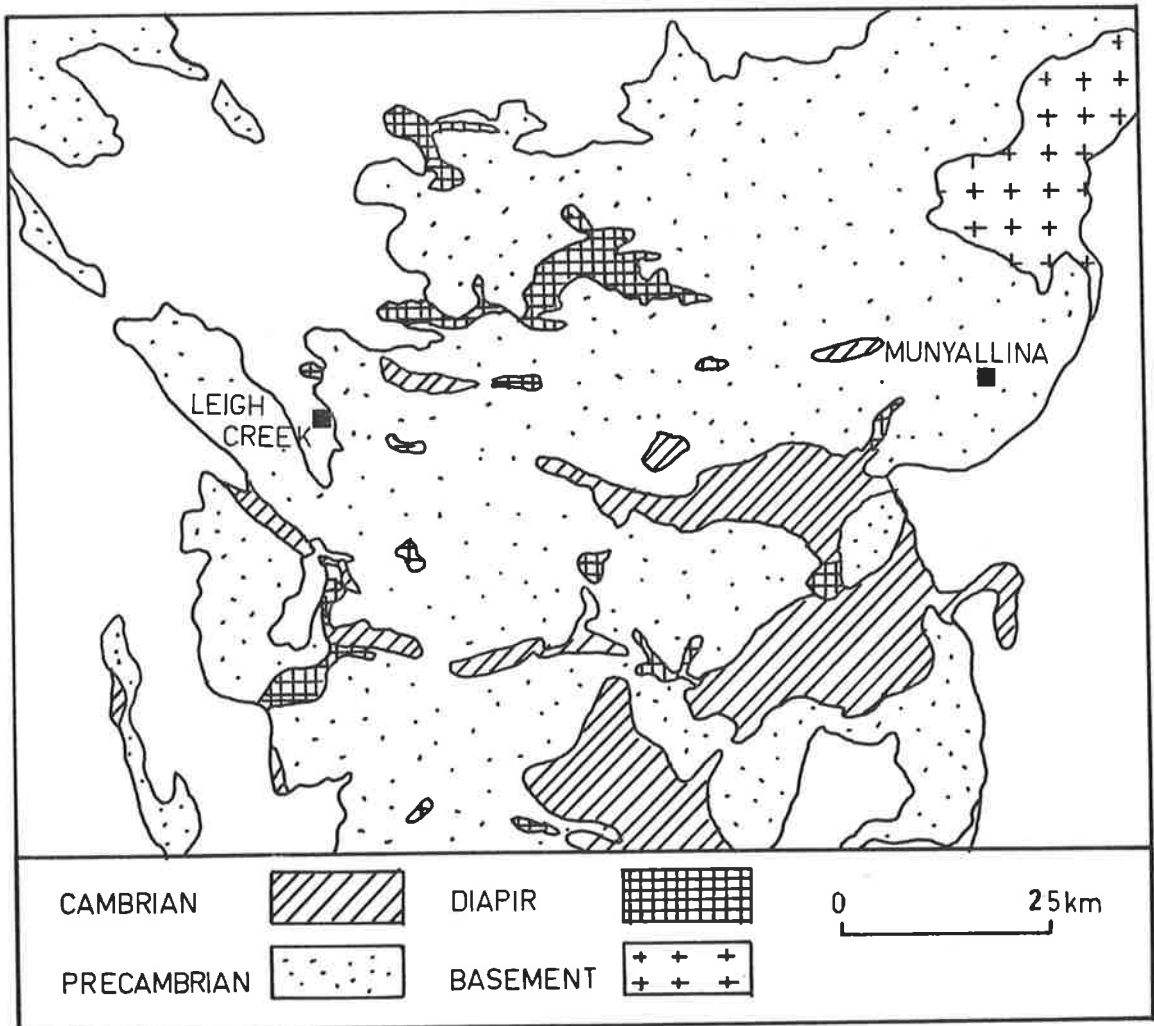 MUNYALLINA
LEIGH
CREEK
CAMBRIAN
DIAPIR
0 25km
PRECAMBRIAN
BASEMENT